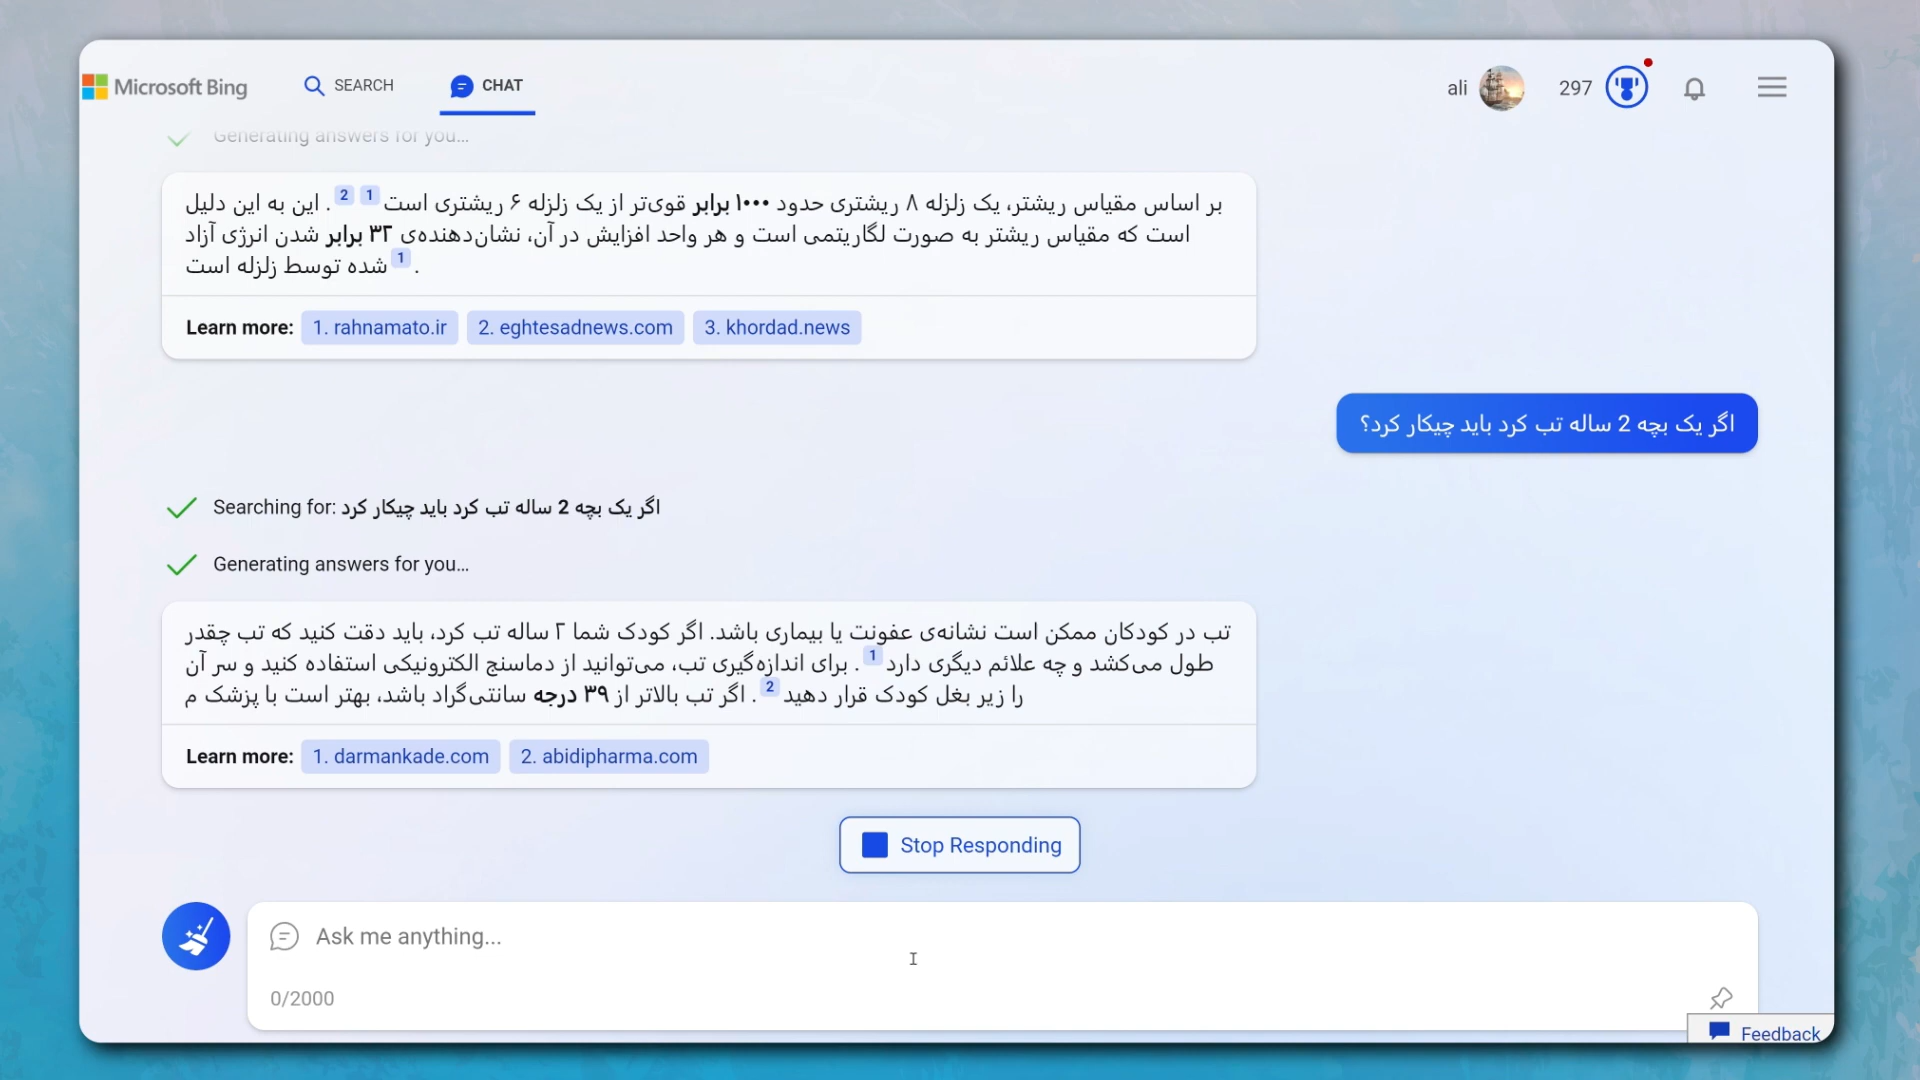 Microsoft Bing
SEARCH
CHAT
ali
297
Generating answers for you...
بر اساس مقیاس ریشتر، یک زلزله ۸ ریشتری حدود ۱۰۰۰ برابر قوی‌تر از یک زلزله ۶ ریشتری است 1 2 . این به این دلیل
است که مقیاس ریشتر به صورت لگاریتمی است و هر واحد افزایش در آن، نشان‌دهنده‌ی ۳۲ برابر شدن انرژی آزاد
شده توسط زلزله است 1 .
Learn more: 1. rahnamato.ir 2. eghtesadnews.com 3. khordad.news
اگر یک بچه 2 ساله تب کرد باید چیکار کرد؟
Searching for: اگر یک بچه 2 ساله تب کرد باید چیکار کرد
Generating answers for you...
تب در کودکان ممکن است نشانه‌ی عفونت یا بیماری باشد. اگر کودک شما ۲ ساله تب کرد، باید دقت کنید که تب چقدر
طول می‌کشد و چه علائم دیگری دارد 1 . برای اندازه‌گیری تب، می‌توانید از دماسنج الکترونیکی استفاده کنید و سر آن
را زیر بغل کودک قرار دهید 2 . اگر تب بالاتر از ۳۹ درجه سانتی‌گراد باشد، بهتر است با پزشک م
Learn more: 1. darmankade.com 2. abidipharma.com
Stop Responding
Ask me anything...
0/2000
Feedback